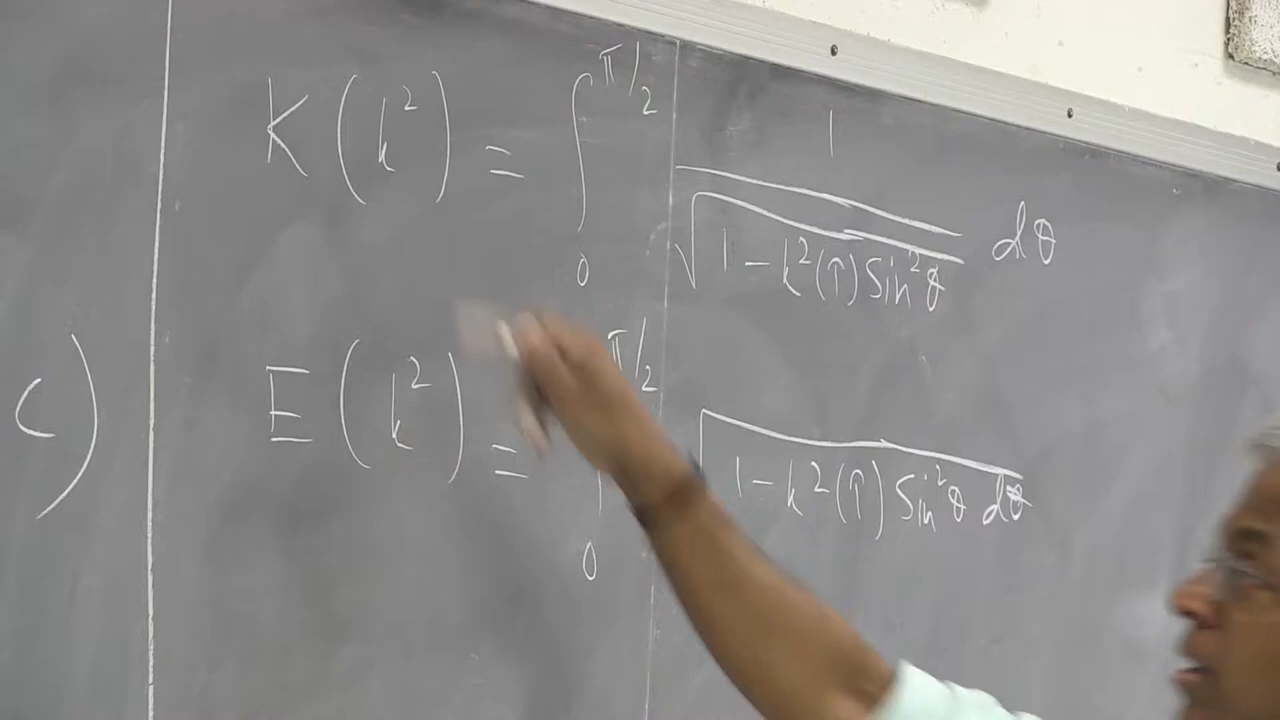 K(k²) = ∫₀^{π/2} 1/√(1-k²(τ)Sin²θ) dθ
c)
E(k²) = ∫₀^{π/2} √(1-k²(τ)Sin²θ dθ)